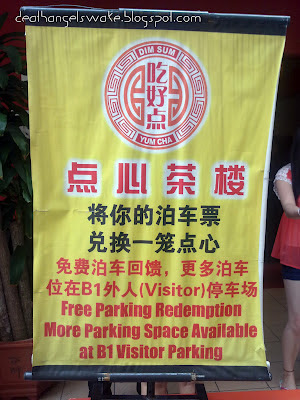 dealhangelswake.blogspot.com
DIM SUM
吃好点
YUM CHA
点心茶楼
将你的泊车票
兑换一笼点心
免费泊车回馈，更多泊车
位在B1外人(Visitor)停车场
Free Parking Redemption
More Parking Space Available
at B1 Visitor Parking